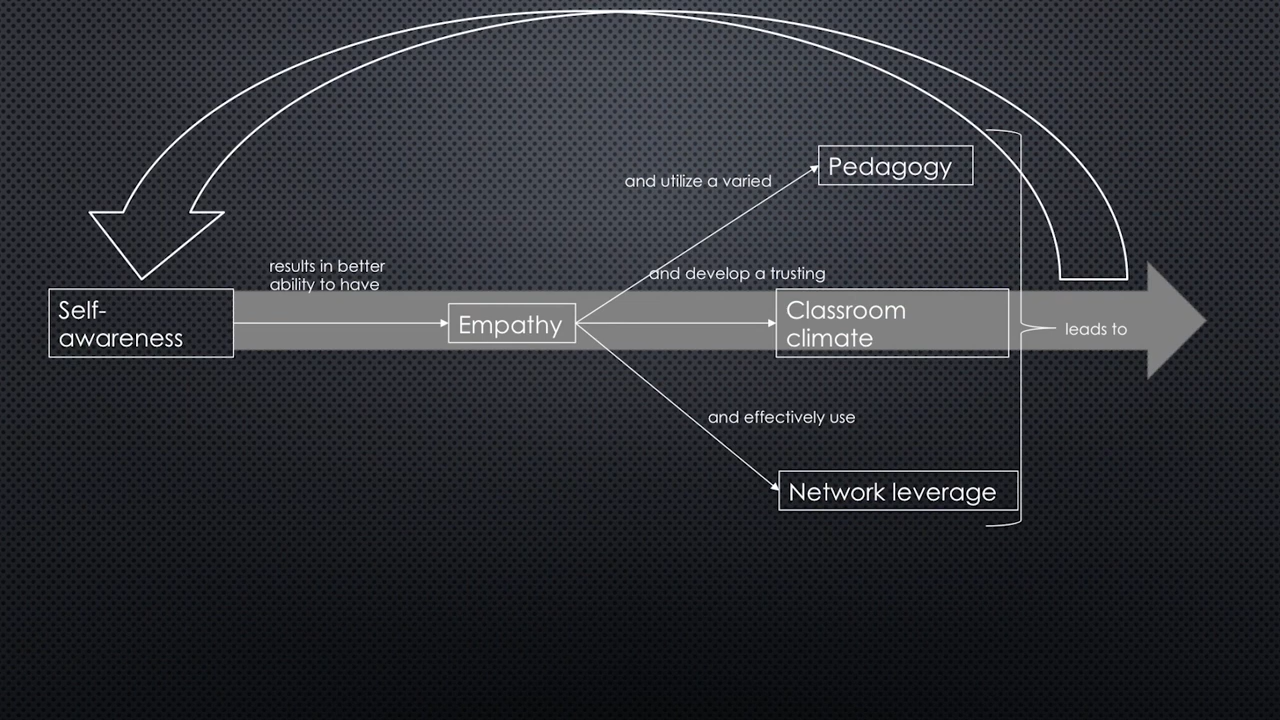 Self-
awareness
results in better
ability to have
Empathy
and utilize a varied
Pedagogy
and develop a trusting
Classroom
climate
and effectively use
Network leverage
leads to